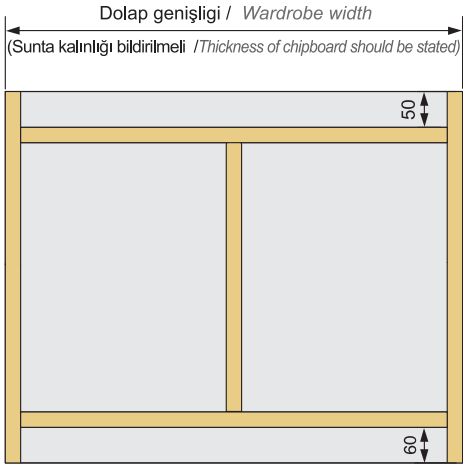 Dolap genişligi / Wardrobe width
(Sunta kalınlığı bildirilmeli /Thickness of chipboard should be stated)
50
60